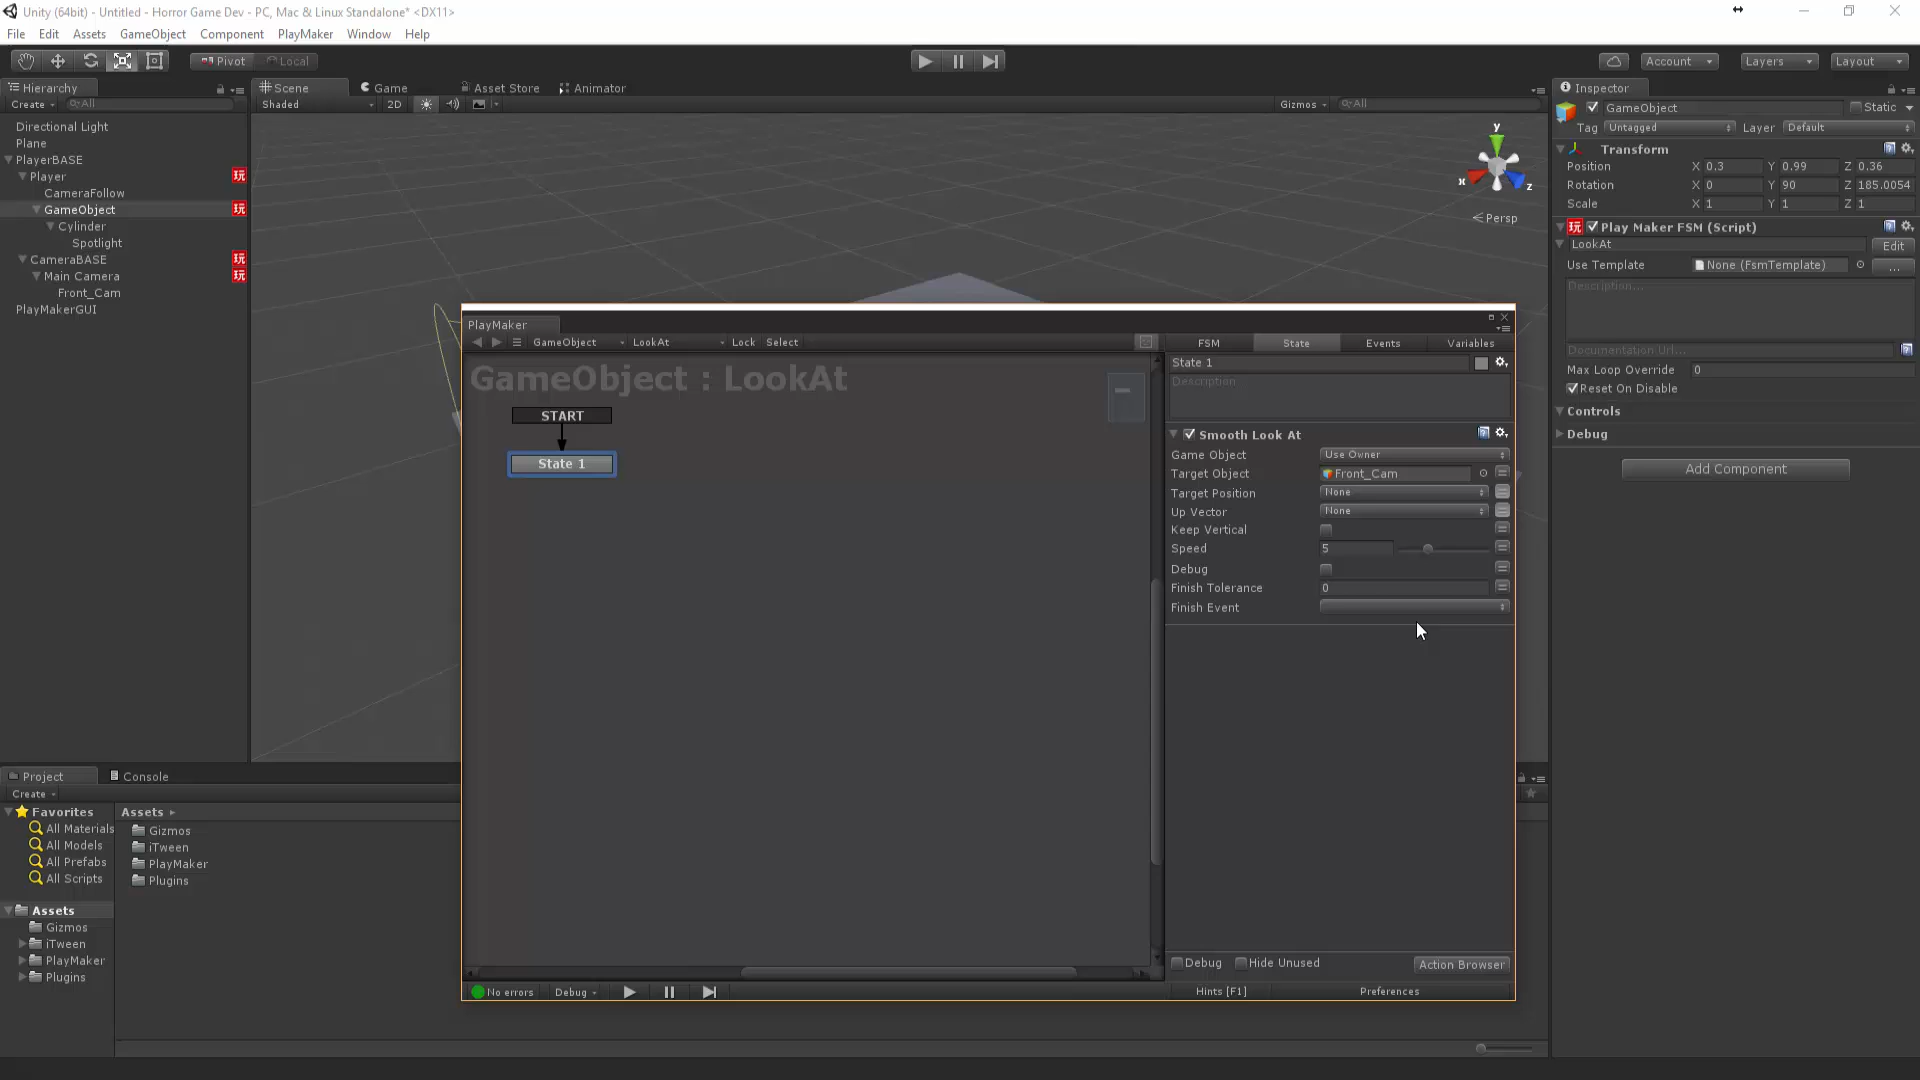 Unity (64bit) - Untitled - Horror Game Dev - PC, Mac & Linux Standalone* <DX11>
File Edit Assets GameObject Component PlayMaker Window Help
Pivot Local Account Layers Layout
Hierarchy
Create All
Directional Light
Plane
PlayerBASE
Player 玩
CameraFollow
GameObject 玩
Cylinder
Spotlight
CameraBASE 玩
Main Camera 玩
Front_Cam
PlayMakerGUI
Scene Game Asset Store Animator
Shaded 2D Gizmos All
y
x
z
Persp
PlayMaker
GameObject LookAt Lock Select
GameObject : LookAt
START
State 1
FSM State Events Variables
State 1
Description
Smooth Look At
Game Object Use Owner
Target Object Front_Cam
Target Position None
Up Vector None
Keep Vertical
Speed 5
Debug
Finish Tolerance 0
Finish Event
Debug Hide Unused Action Browser
No errors Debug Hints [F1] Preferences
Inspector
GameObject Static
Tag Untagged Layer Default
Transform
Position X 0.3 Y 0.99 Z 0.36
Rotation X 0 Y 90 Z 185.0054
Scale X 1 Y 1 Z 1
玩 Play Maker FSM (Script)
LookAt Edit
Use Template None (FsmTemplate) ...
Description...
Documentation Url...
Max Loop Override 0
Reset On Disable
Controls
Debug
Add Component
Project Console
Create
Favorites
All Materials
All Models
All Prefabs
All Scripts
Assets
Gizmos
iTween
PlayMaker
Plugins
Assets
Gizmos
iTween
PlayMaker
Plugins